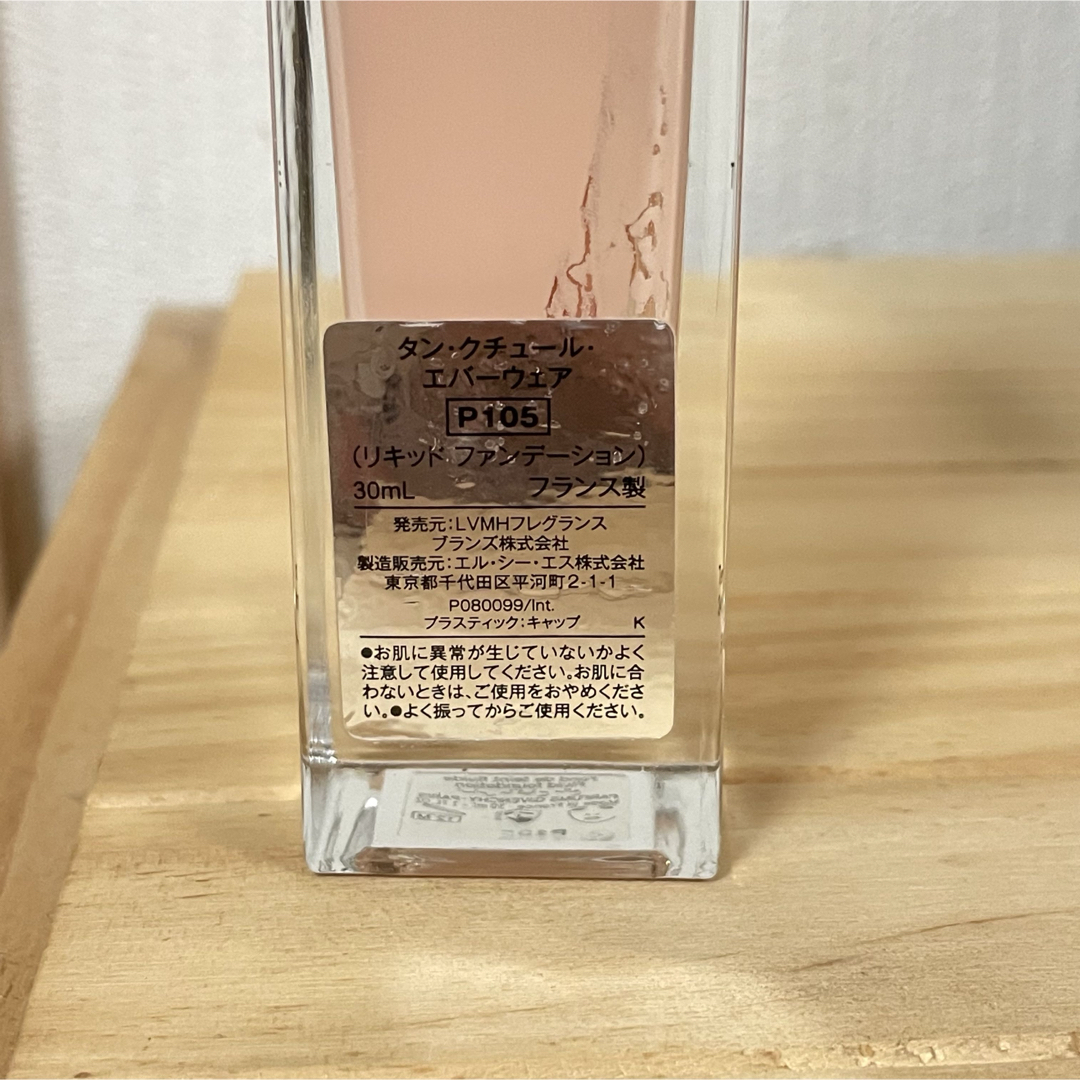 タン・クチュール・
エバーウェア
P105
（リキッド ファンデーション）
30mL フランス製
発売元：LVMHフレグランス
ブランズ株式会社
製造販売元：エル・シー・エス株式会社
東京都千代田区平河町2-1-1
P080099/Int.
プラスティック：キャップ K
●お肌に異常が生じていないかよく
注意して使用してください。お肌に合
わないときは、ご使用をおやめくださ
い。●よく振ってからご使用ください。